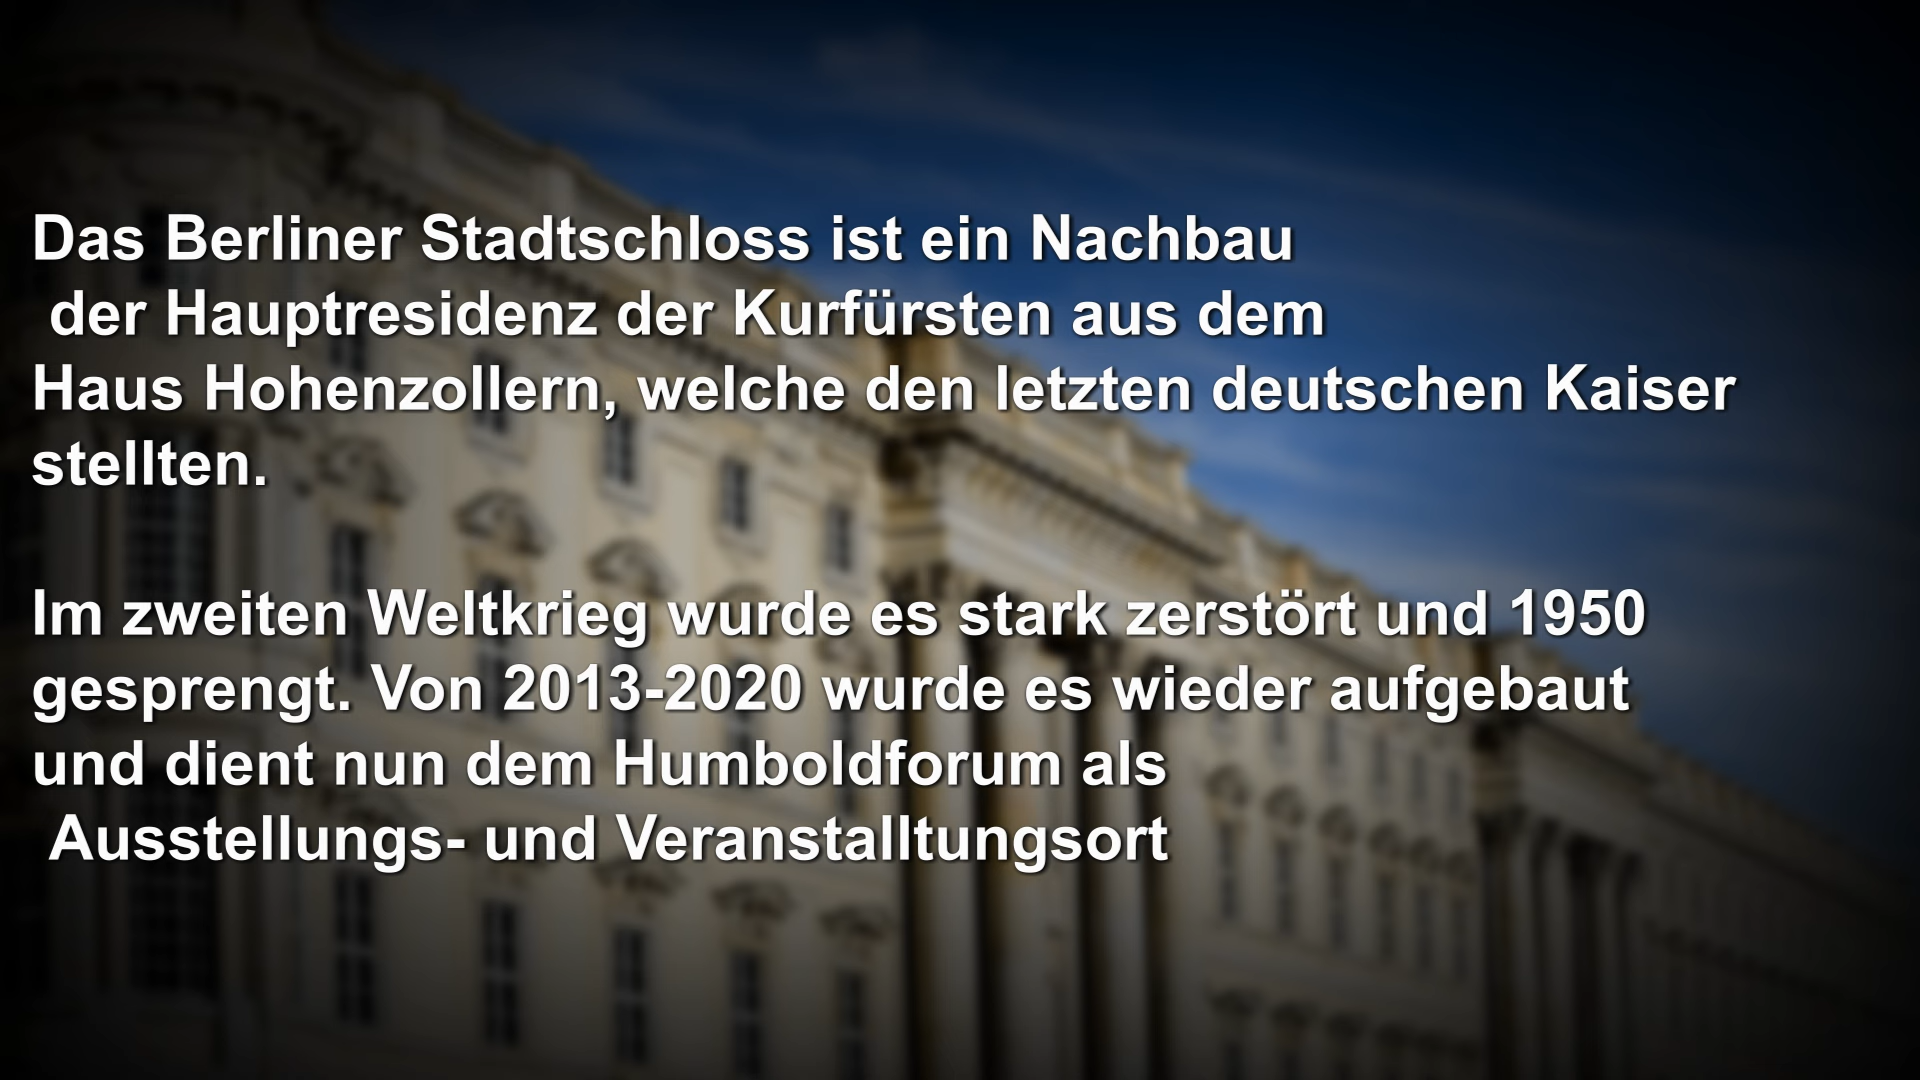 Das Berliner Stadtschloss ist ein Nachbau
der Hauptresidenz der Kurfürsten aus dem
Haus Hohenzollern, welche den letzten deutschen Kaiser
stellten.

Im zweiten Weltkrieg wurde es stark zerstört und 1950
gesprengt. Von 2013-2020 wurde es wieder aufgebaut
und dient nun dem Humboldforum als
Ausstellungs- und Veranstalltungsort